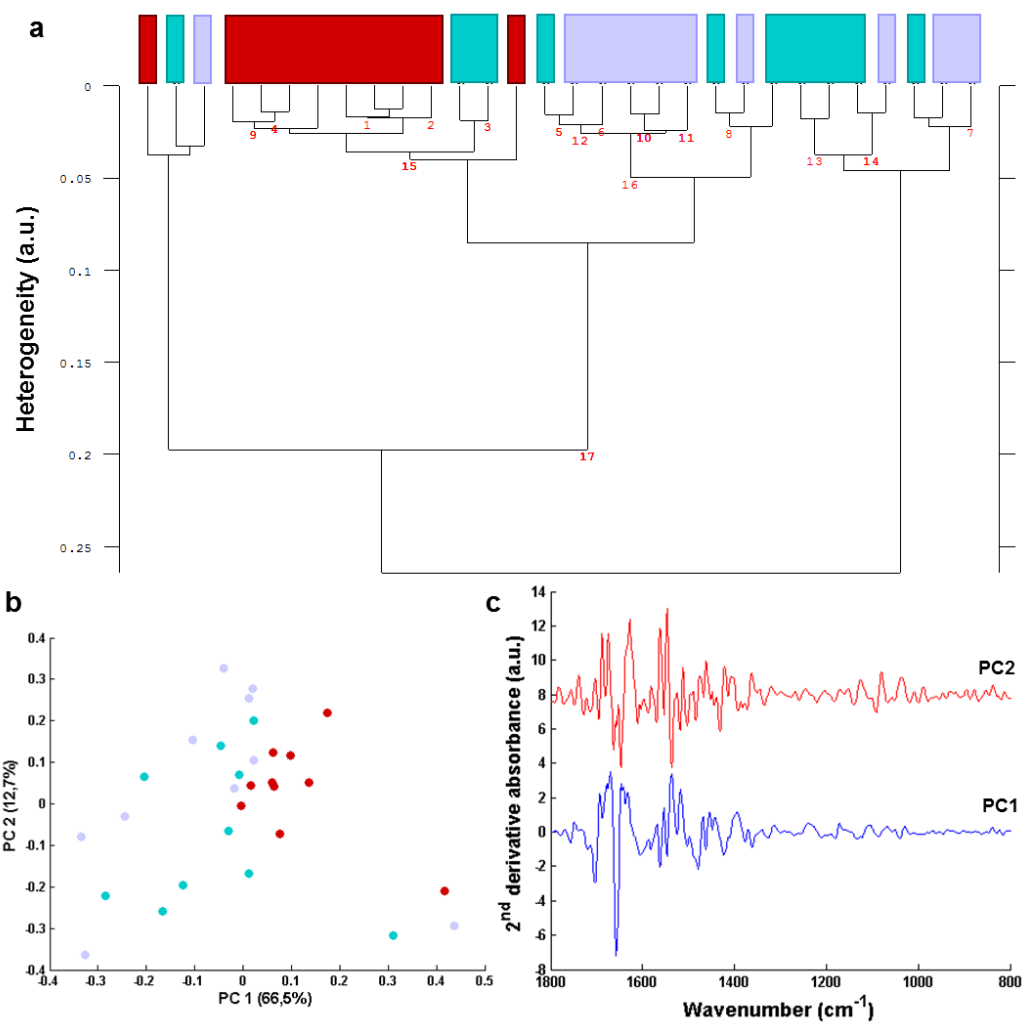 a
Heterogeneity (a.u.)
0
0.05
0.1
0.15
0.2
0.25
9 4 1 2 3 5 12 6 10 11 8 13 14 7
15
16
17
b
PC 2 (12,7%)
0.4
0.3
0.2
0.1
0
-0.1
-0.2
-0.3
-0.4
-0.4 -0.3 -0.2 -0.1 0 0.1 0.2 0.3 0.4 0.5
PC 1 (66,5%)
c
2nd derivative absorbance (a.u.)
14
12
10
8
6
4
2
0
-2
-4
-6
-8
PC2
PC1
1800 1600 1400 1200 1000 800
Wavenumber (cm-1)